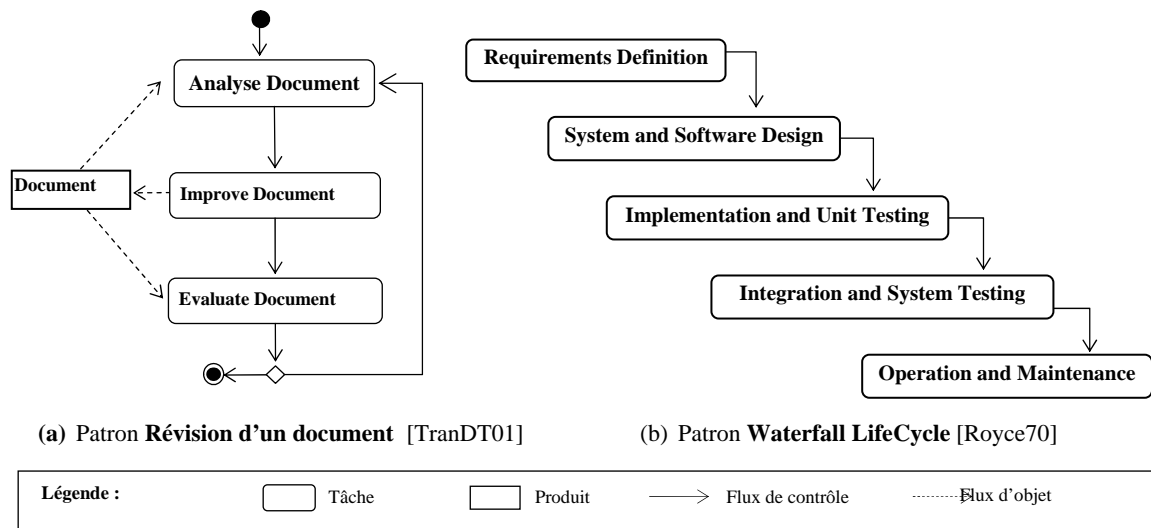 Analyse Document
Document
Improve Document
Evaluate Document
Requirements Definition
System and Software Design
Implementation and Unit Testing
Integration and System Testing
Operation and Maintenance
(a) Patron Révision d'un document [TranDT01]
(b) Patron Waterfall LifeCycle [Royce70]
Légende : Tâche Produit Flux de contrôle Flux d'objet